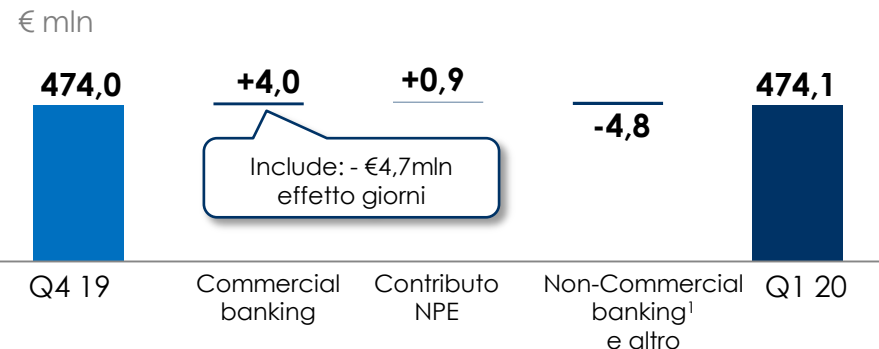 € mln
474,0
+4,0
+0,9
-4,8
474,1
Include: - €4,7mln
effetto giorni
Q4 19
Commercial
banking
Contributo
NPE
Non-Commercial
banking¹
e altro
Q1 20